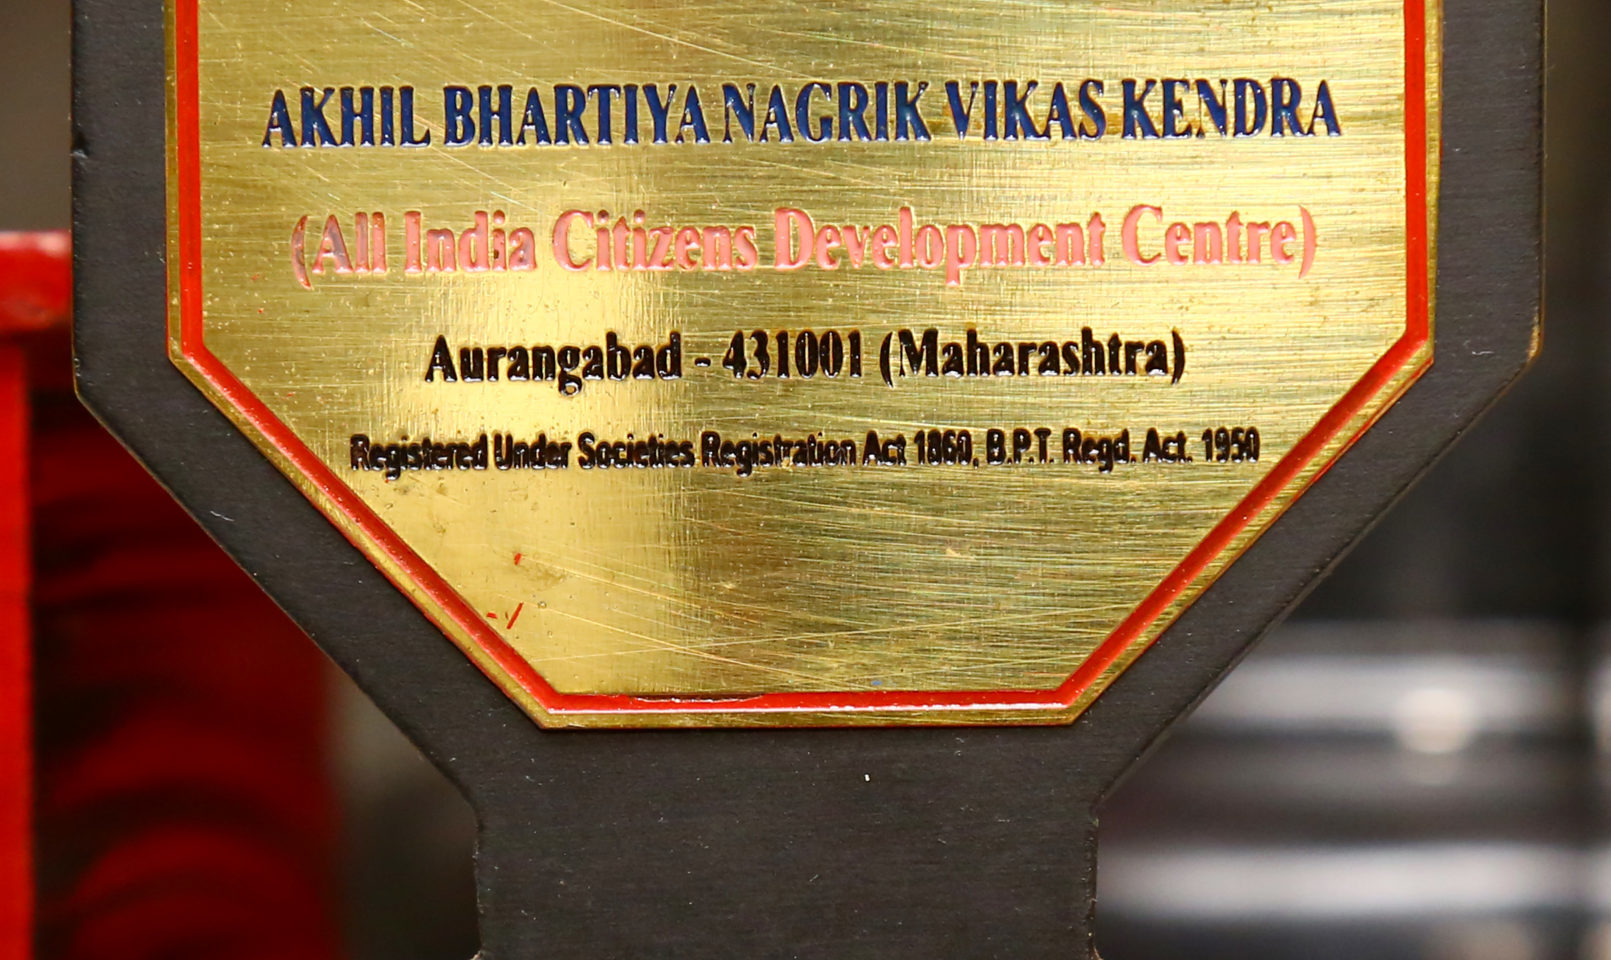 AKHIL BHARTIYA NAGRIK VIKAS KENDRA
(All India Citizens Development Centre)
Aurangabad - 431001 (Maharashtra)
Registered Under Societies Registration Act 1860, B.P.T. Regd. Act. 1950